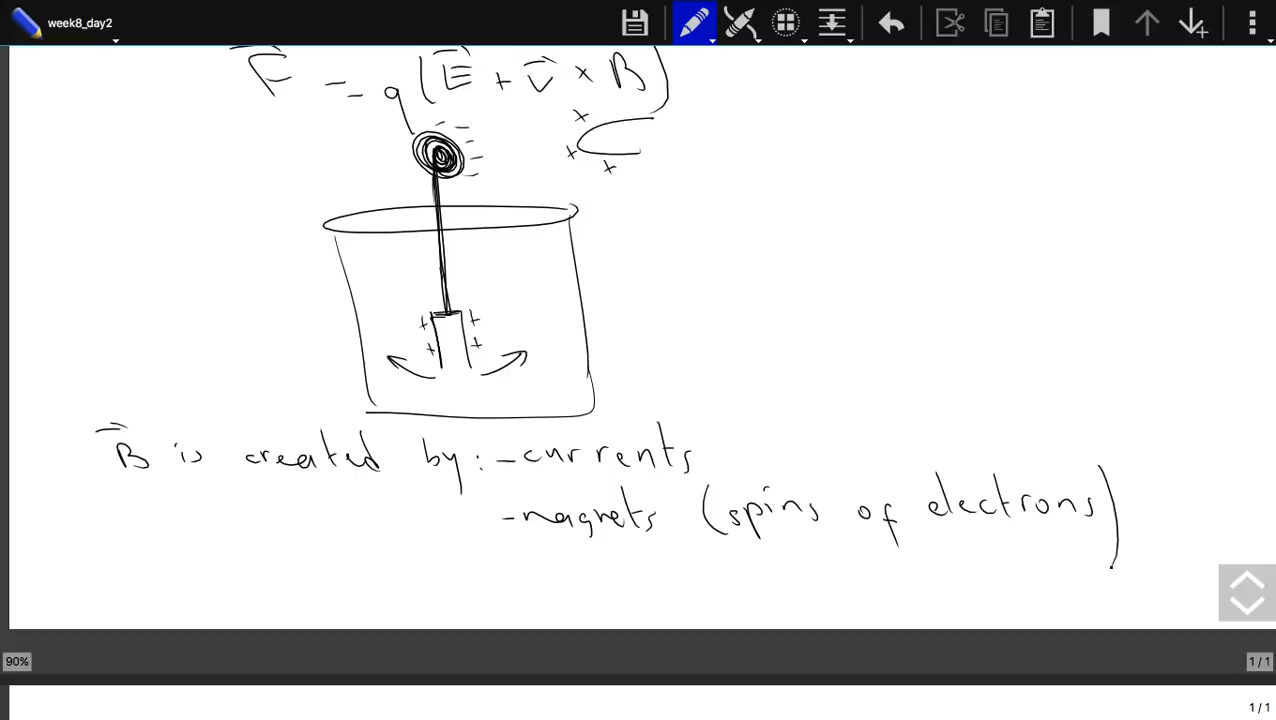 week8_day2
F⃗ = q(E⃗ + v⃗ × B)
- -
+
+
+
+ +
+ +
B⃗ is created by: - currents
- magnets (spins of electrons)
90%
1/1
1/1